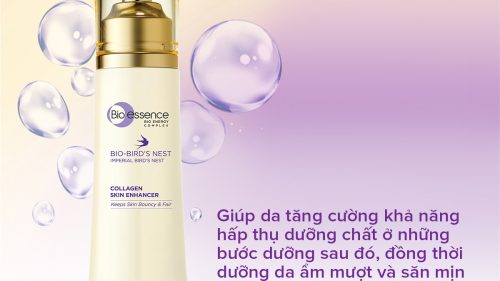 Bio essence
BIO ENERGY
COMPLEX
BIO-BIRD'S NEST
IMPERIAL BIRD'S NEST
COLLAGEN
SKIN ENHANCER
Keeps Skin Bouncy & Fair
Giúp da tăng cường khả năng
hấp thụ dưỡng chất ở những
bước dưỡng sau đó, đồng thời
dưỡng da ẩm mượt và săn mịn